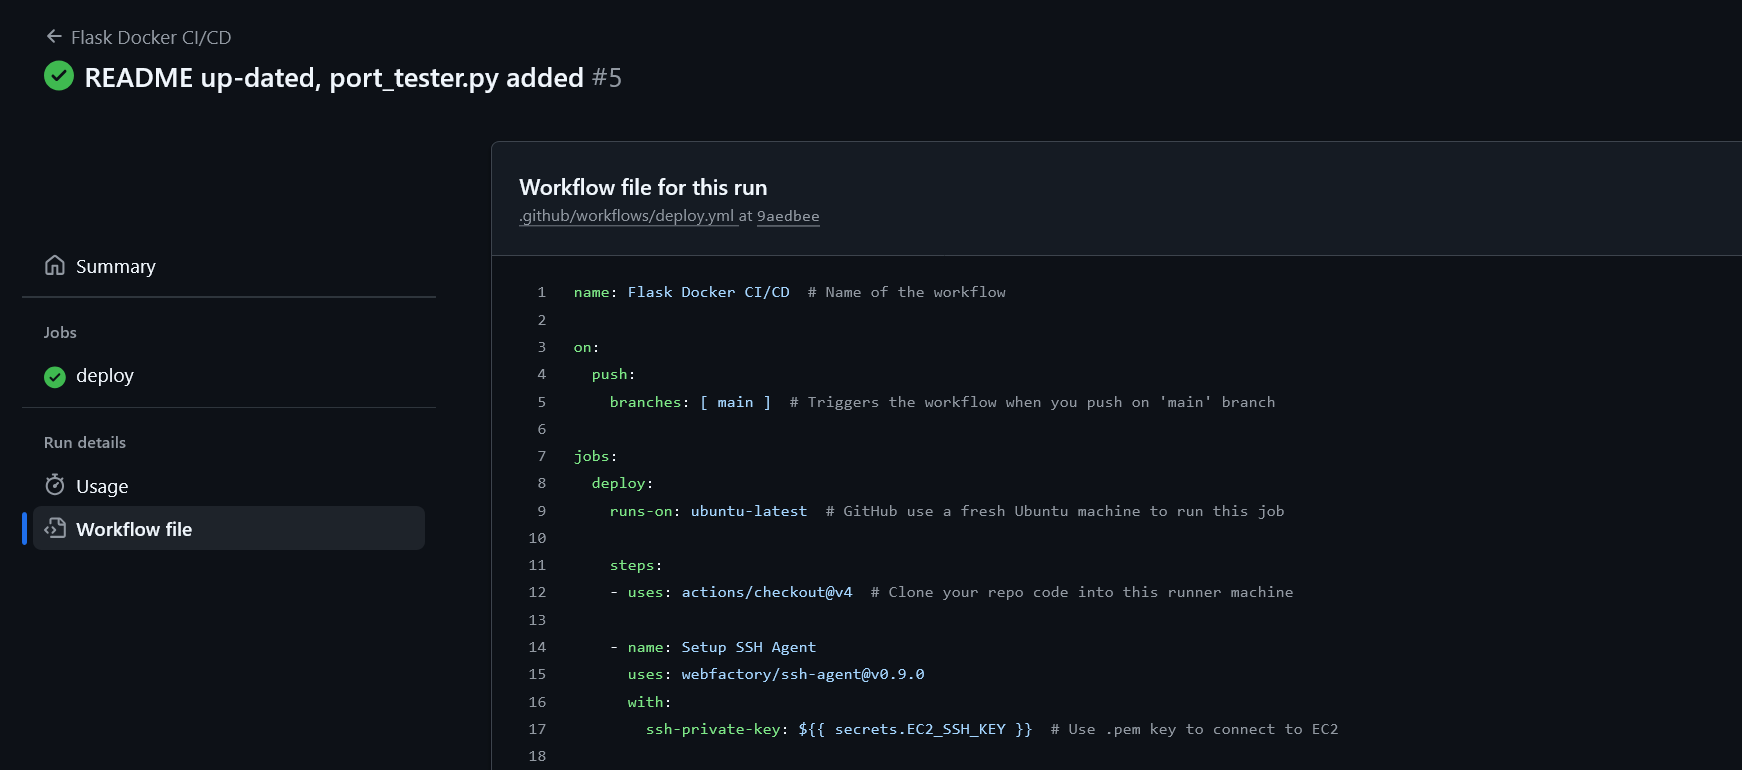 Flask Docker CI/CD
README up-dated, port_tester.py added #5
Summary
Jobs
deploy
Run details
Usage
Workflow file
Workflow file for this run
.github/workflows/deploy.yml at 9aedbee
1 name: Flask Docker CI/CD  # Name of the workflow
2
3 on:
4   push:
5     branches: [ main ]  # Triggers the workflow when you push on 'main' branch
6
7 jobs:
8   deploy:
9     runs-on: ubuntu-latest  # GitHub use a fresh Ubuntu machine to run this job
10
11     steps:
12     - uses: actions/checkout@v4  # Clone your repo code into this runner machine
13
14     - name: Setup SSH Agent
15       uses: webfactory/ssh-agent@v0.9.0
16       with:
17         ssh-private-key: ${{ secrets.EC2_SSH_KEY }}  # Use .pem key to connect to EC2
18